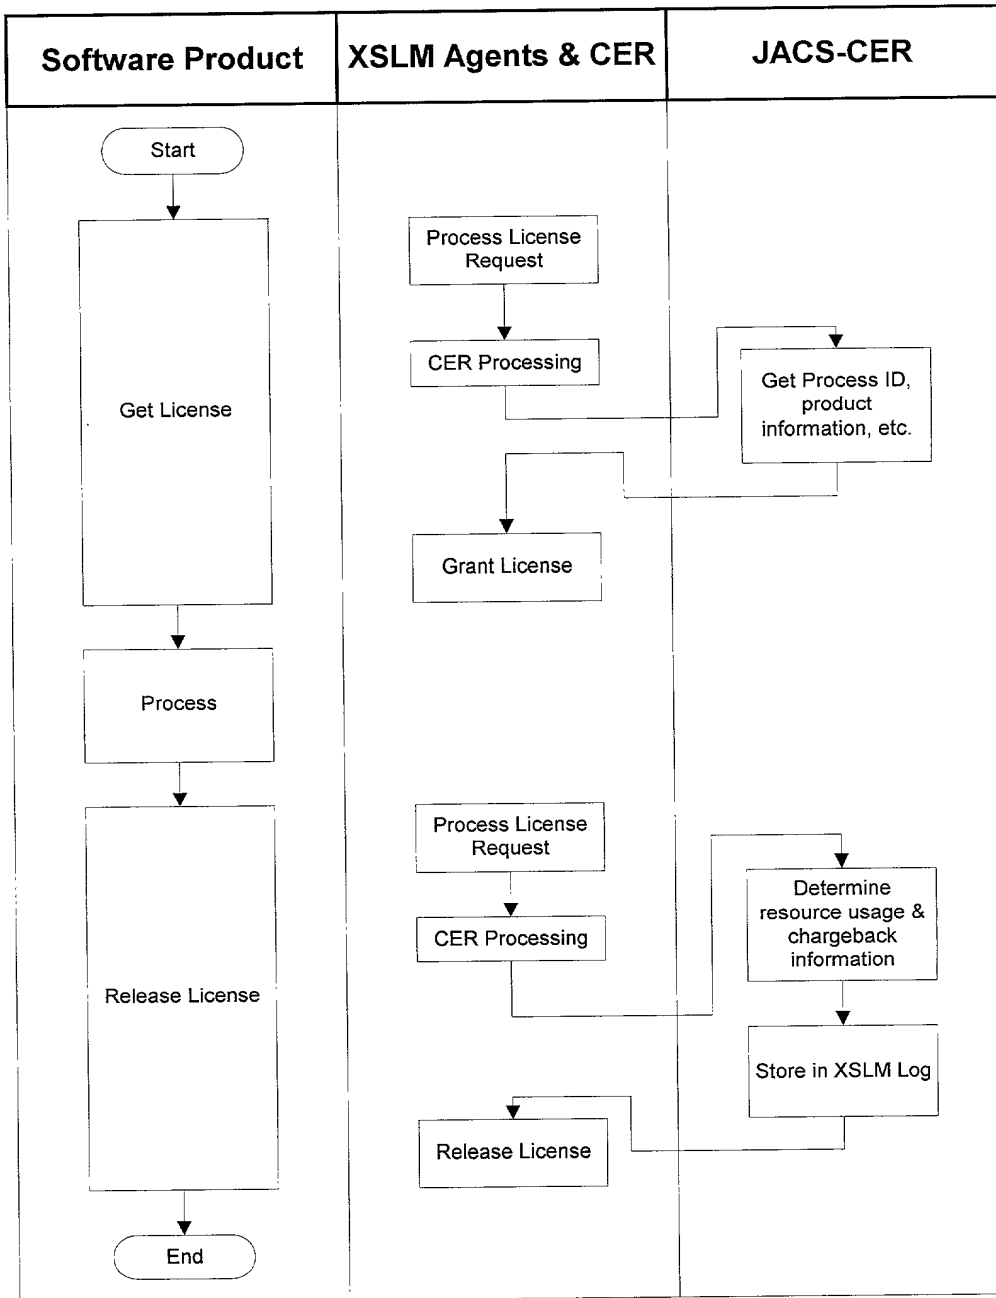 Software Product
XSLM Agents & CER
JACS-CER
Start
Process License
Request
CER Processing
Get Process ID,
product
information, etc.
Get License
Grant License
Process
Process License
Request
Determine
resource usage &
chargeback
information
CER Processing
Release License
Store in XSLM Log
Release License
End